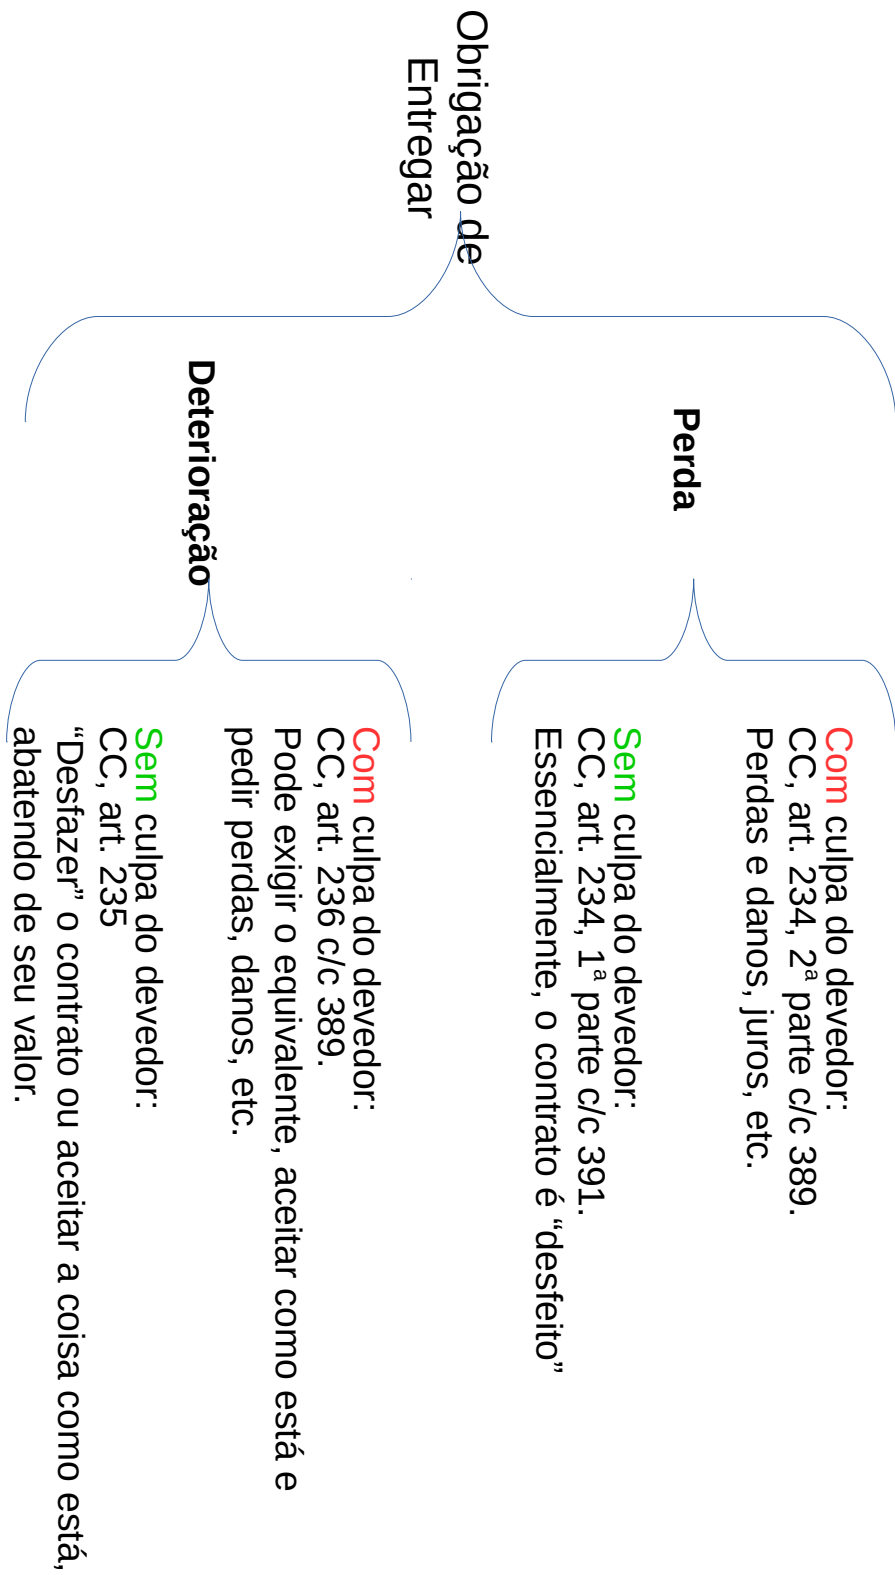 Obrigação de
Entregar
Perda
Com culpa do devedor:
CC, art. 234, 2ª parte c/c 389.
Perdas e danos, juros, etc.
Sem culpa do devedor:
CC, art. 234, 1ª parte c/c 391.
Essencialmente, o contrato é “desfeito”
Deterioração
Com culpa do devedor:
CC, art. 236 c/c 389.
Pode exigir o equivalente, aceitar como está e
pedir perdas, danos, etc.
Sem culpa do devedor:
CC, art. 235
“Desfazer” o contrato ou aceitar a coisa como está,
abatendo de seu valor.